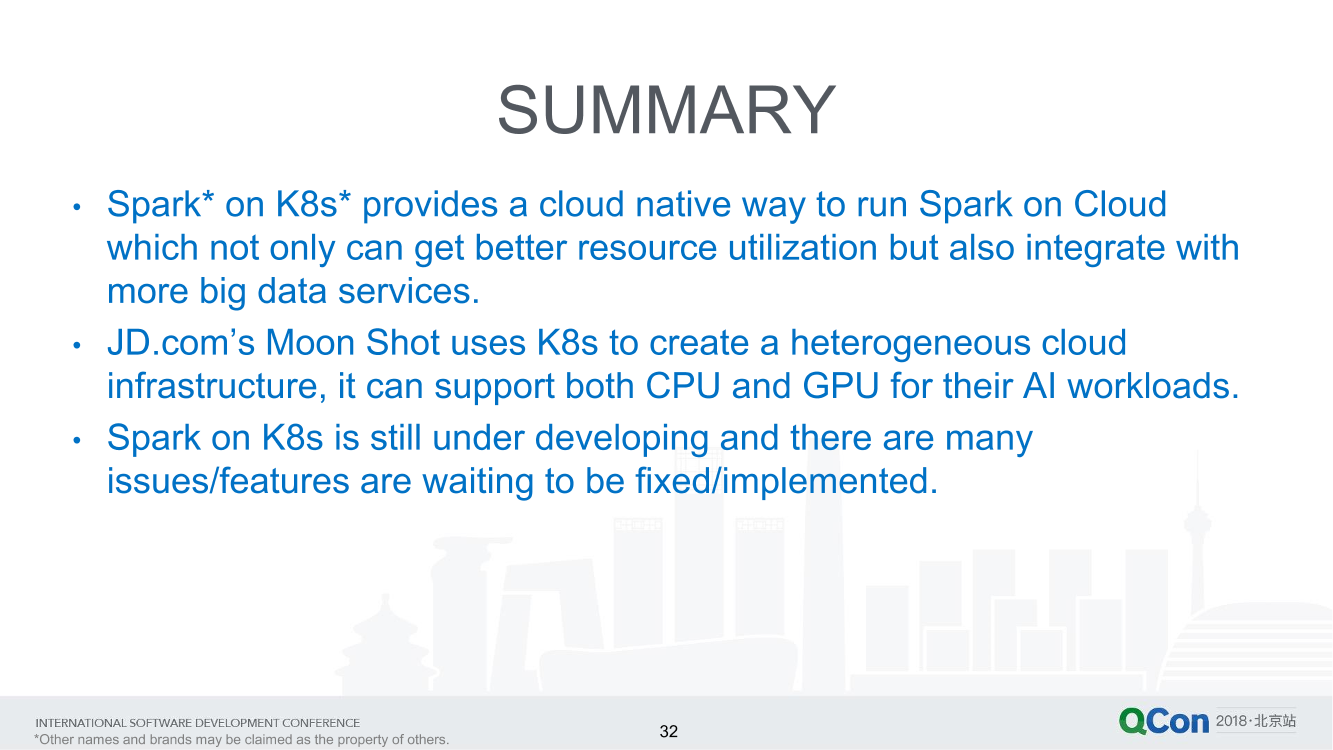 SUMMARY
• Spark* on K8s* provides a cloud native way to run Spark on Cloud
which not only can get better resource utilization but also integrate with
more big data services.
• JD.com’s Moon Shot uses K8s to create a heterogeneous cloud
infrastructure, it can support both CPU and GPU for their AI workloads.
• Spark on K8s is still under developing and there are many
issues/features are waiting to be fixed/implemented.
INTERNATIONAL SOFTWARE DEVELOPMENT CONFERENCE
*Other names and brands may be claimed as the property of others.
32
QCon 2018·北京站